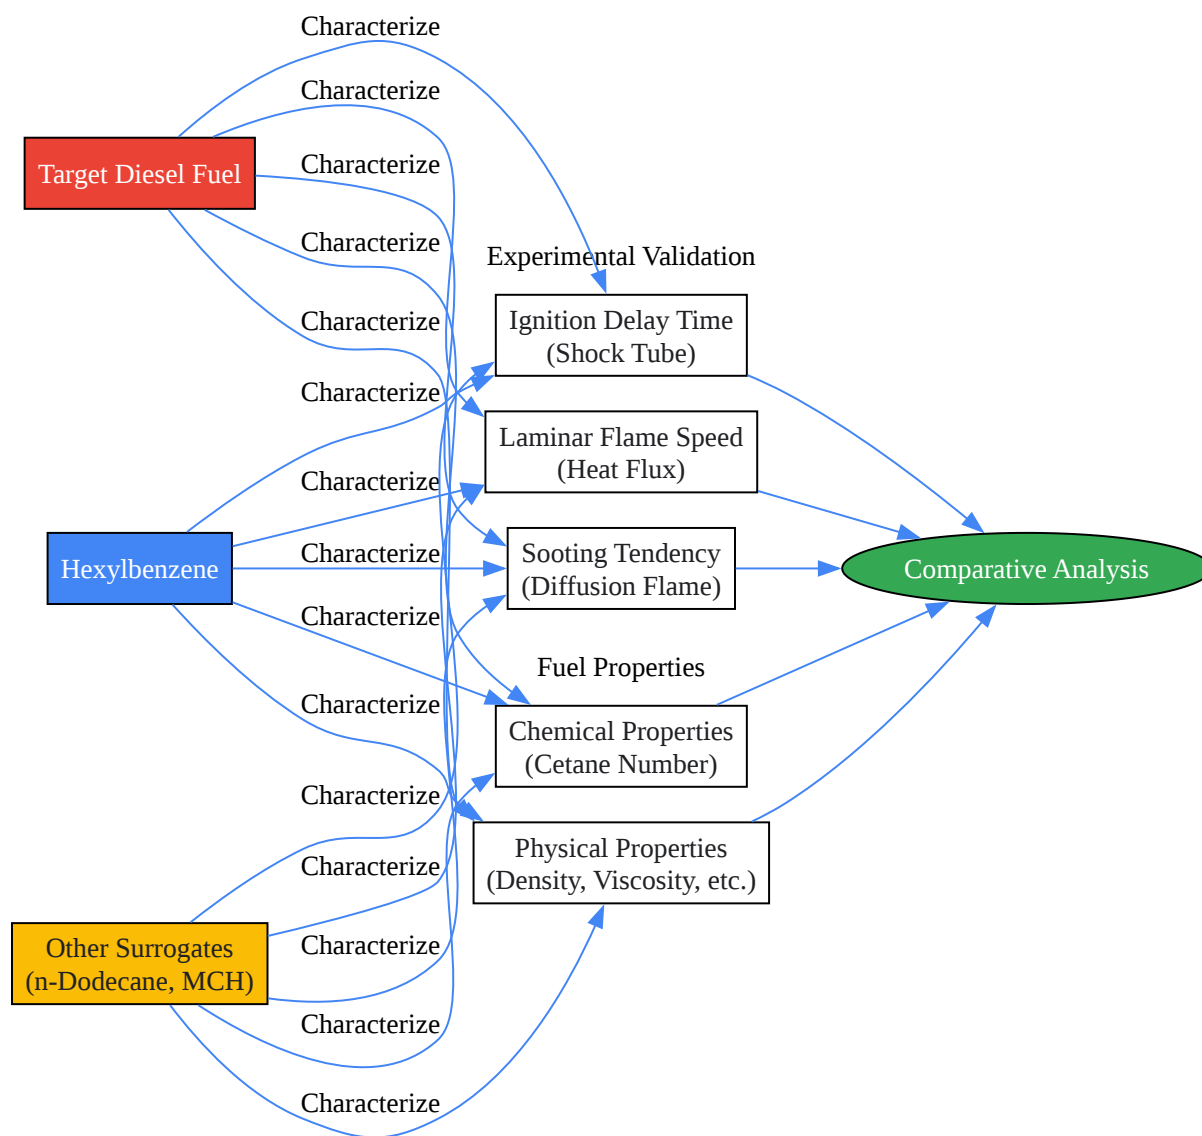 Characterize
Characterize
Characterize
Target Diesel Fuel
Characterize
Experimental Validation
Characterize
Ignition Delay Time
(Shock Tube)
Characterize
Laminar Flame Speed
(Heat Flux)
Characterize
Hexylbenzene
Characterize
Sooting Tendency
(Diffusion Flame)
Comparative Analysis
Characterize
Fuel Properties
Characterize
Chemical Properties
(Cetane Number)
Characterize
Physical Properties
(Density, Viscosity, etc.)
Characterize
Characterize
Other Surrogates
(n-Dodecane, MCH)
Characterize
Characterize